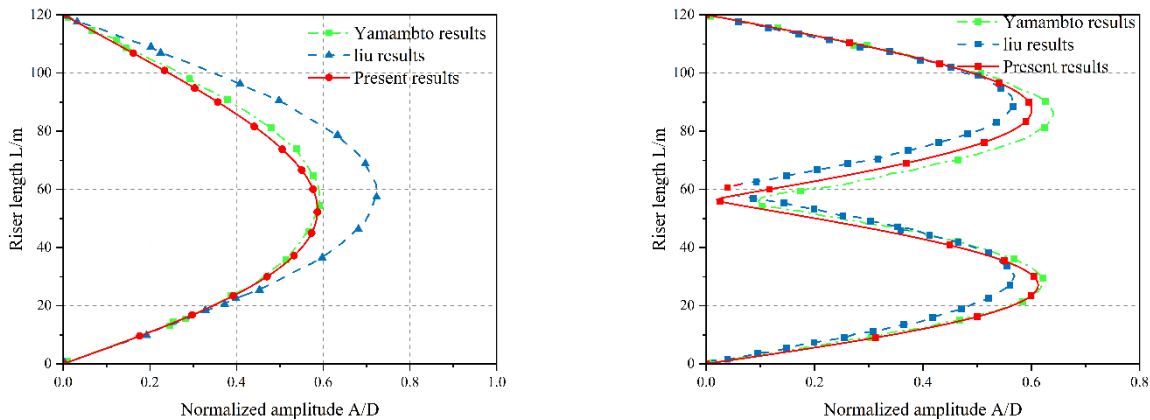 120
100
80
60
40
20
0
Riser length L/m
Yamambto results
liu results
Present results
0.0 0.2 0.4 0.6 0.8 1.0
Normalized amplitude A/D
120
100
80
60
40
20
0
Riser length L/m
Yamambto results
liu results
Present results
0.0 0.2 0.4 0.6 0.8
Normalized amplitude A/D